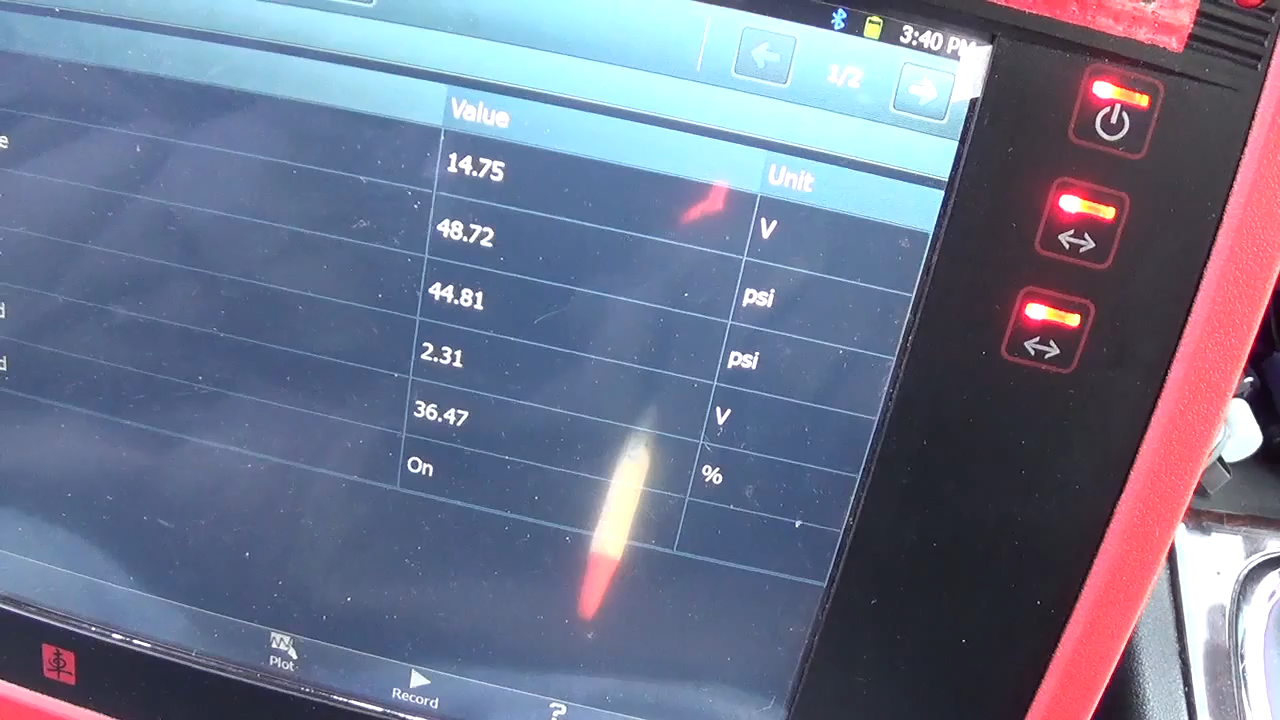 3:40 PM
1/2
Value Unit
14.75 V
e 48.72 psi
44.81 psi
2.31 V
d 36.47 %
d On
Plot
Record
?
車